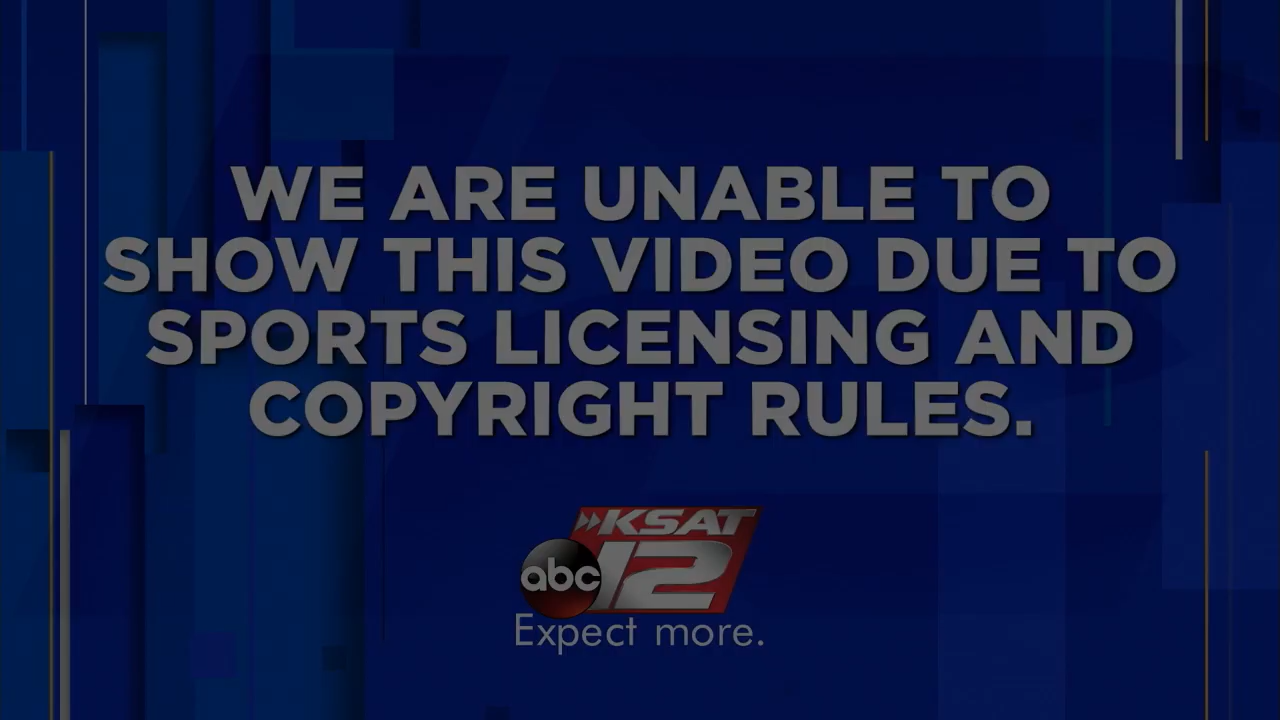 WE ARE UNABLE TO
SHOW THIS VIDEO DUE TO
SPORTS LICENSING AND
COPYRIGHT RULES.
KSAT
abc 12
Expect more.